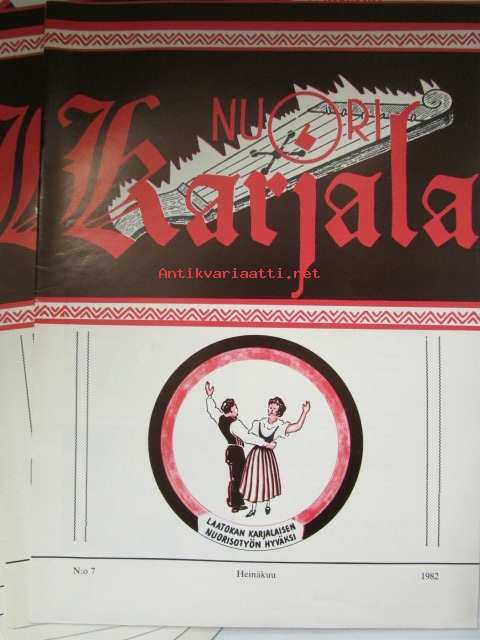 NUORI
Karjala
Antikvariaatti.net
LAATOKAN KARJALAISEN
NUORISOTYÖN HYVÄKSI
N:o 7 Heinäkuu 1982